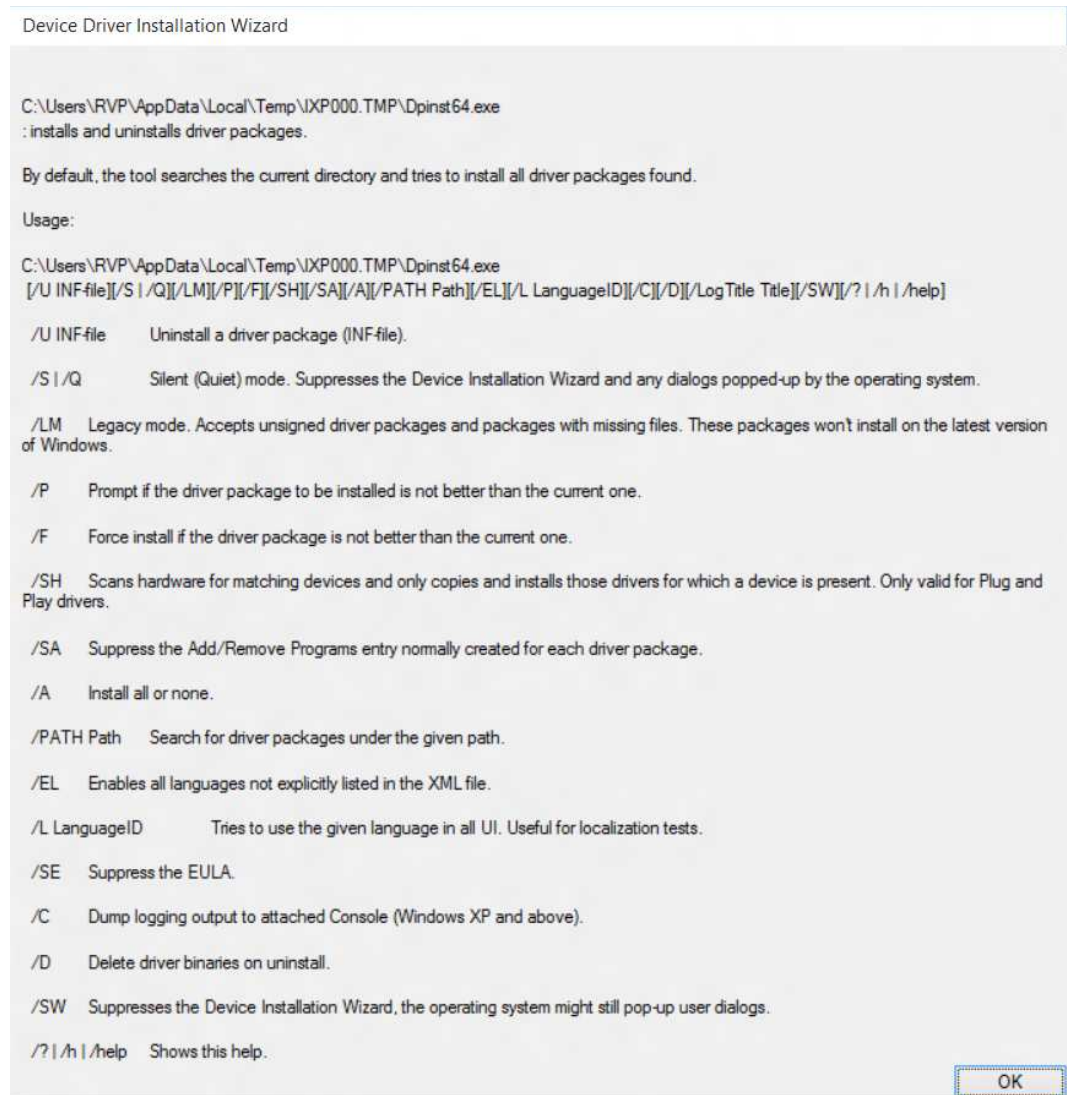 Device Driver Installation Wizard
C:\Users\RVP\AppData\Local\Temp\IXP000.TMP\Dpinst64.exe
: installs and uninstalls driver packages.
By default, the tool searches the current directory and tries to install all driver packages found.
Usage:
C:\Users\RVP\AppData\Local\Temp\IXP000.TMP\Dpinst64.exe
[/U INF-file][/S | /Q][/LM][/P][/F][/SH][/SA][/A][/PATH Path][/EL][/L LanguageID][/C][/D][/LogTitle Title][/SW][/? | /h | /help]
/U INF-file Uninstall a driver package (INF-file).
/S | /Q Silent (Quiet) mode. Suppresses the Device Installation Wizard and any dialogs popped-up by the operating system.
/LM Legacy mode. Accepts unsigned driver packages and packages with missing files. These packages won't install on the latest version
of Windows.
/P Prompt if the driver package to be installed is not better than the current one.
/F Force install if the driver package is not better than the current one.
/SH Scans hardware for matching devices and only copies and installs those drivers for which a device is present. Only valid for Plug and
Play drivers.
/SA Suppress the Add/Remove Programs entry normally created for each driver package.
/A Install all or none.
/PATH Path Search for driver packages under the given path.
/EL Enables all languages not explicitly listed in the XML file.
/L LanguageID Tries to use the given language in all UI. Useful for localization tests.
/SE Suppress the EULA.
/C Dump logging output to attached Console (Windows XP and above).
/D Delete driver binaries on uninstall.
/SW Suppresses the Device Installation Wizard, the operating system might still pop-up user dialogs.
/? | /h | /help Shows this help.
OK